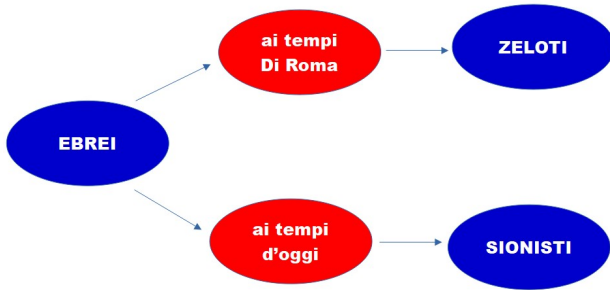 ai tempi
Di Roma
ZELOTI
EBREI
ai tempi
d’oggi
SIONISTI